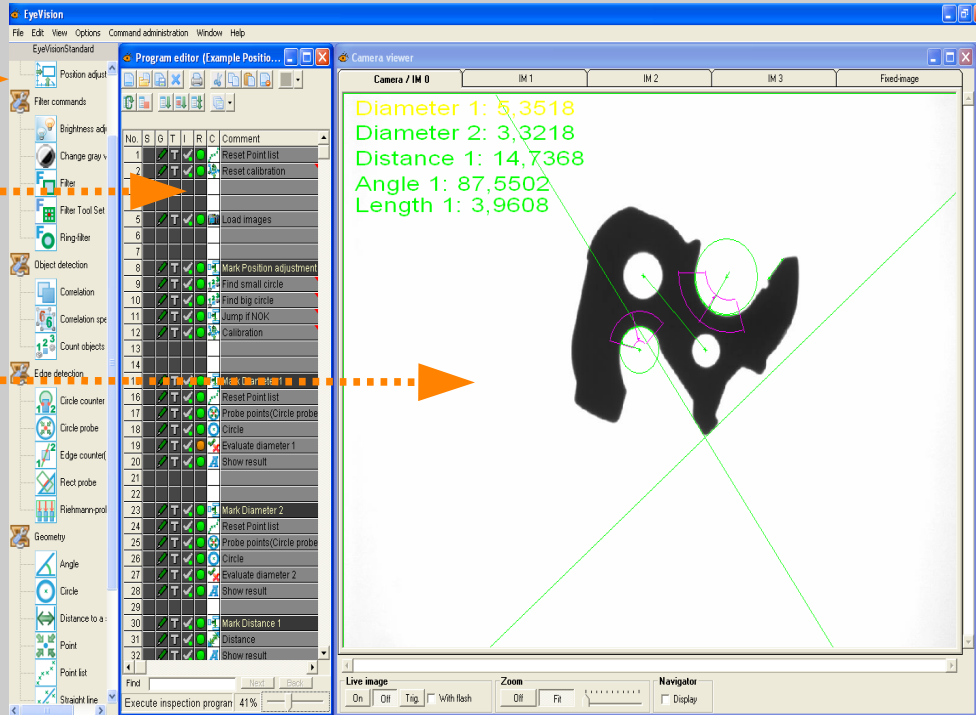 EyeVision
File Edit View Options Command administration Window Help
EyeVisionStandard
Position adjust
Filter commands
Brightness adj
Change gray v
Filter
Filter Tool Set
Ring-filter
Object detection
Correlation
Correlation spe
Count objects
Edge detection
Circle counter
Circle probe
Edge counter(
Rect probe
Riehmann-prol
Geometry
Angle
Circle
Distance to a
Point
Point list
Straight line
Program editor (Example Positio...
No. S G T I R C Comment
1 T Reset Point list
2 T Reset calibration
5 T Load images
6
7
8 T Mark Position adjustment
9 T Find small circle
10 T Find big circle
11 T Jump if NOK
12 T Calibration
13
14
15 T Mark Diameter 1
16 T Reset Point list
17 T Probe points(Circle probe
18 T Circle
19 T Evaluate diameter 1
20 T Show result
21
22
23 T Mark Diameter 2
24 T Reset Point list
25 T Probe points(Circle probe
26 T Circle
27 T Evaluate diameter 2
28 T Show result
29
30 T Mark Distance 1
31 T Distance
32 T Show result
Find Next Back
Execute inspection program 41%
Camera viewer
Camera / IM 0 IM 1 IM 2 IM 3 Fixed-image
Diameter 1: 5,3518
Diameter 2: 3,3218
Distance 1: 14,7368
Angle 1: 87,5502
Length 1: 3,9608
Live image
On Off Trig. With flash
Zoom
Off Fit
Navigator
Display